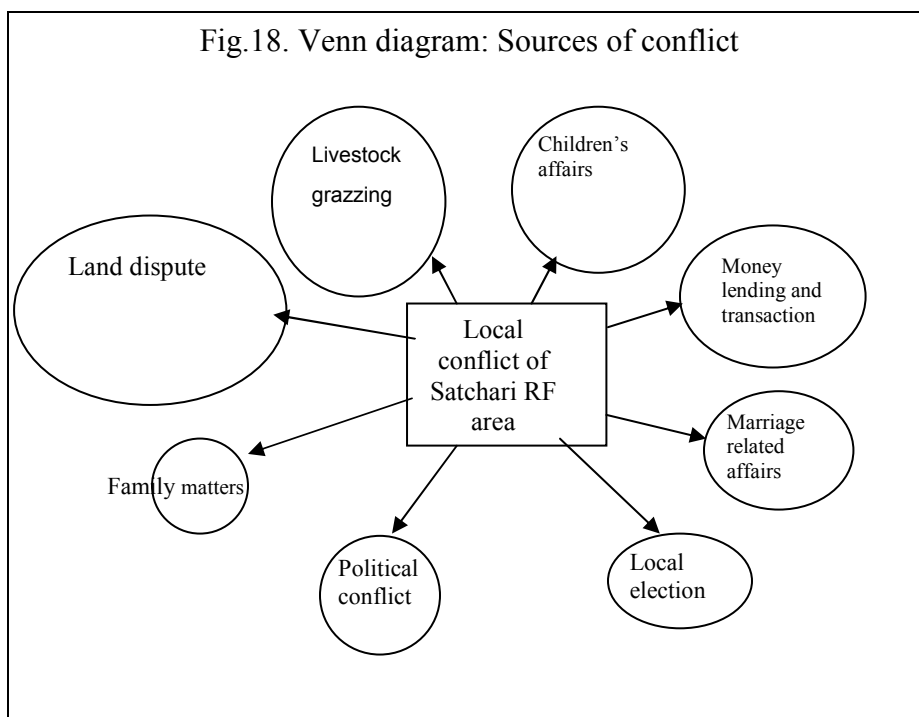 Fig.18. Venn diagram: Sources of conflict
Livestock
grazzing
Children’s
affairs
Land dispute
Money
lending and
transaction
Local
conflict of
Satchari RF
area
Marriage
related
affairs
Family matters
Political
conflict
Local
election